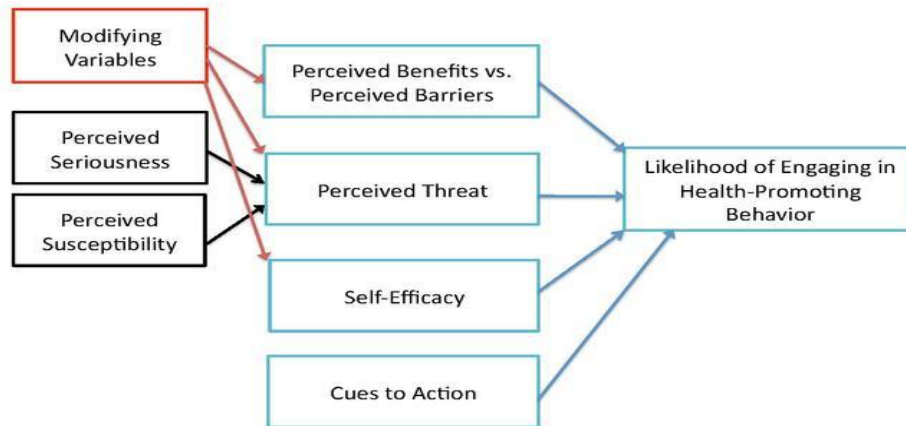 Modifying
Variables
Perceived
Seriousness
Perceived
Susceptibility
Perceived Benefits vs.
Perceived Barriers
Perceived Threat
Self-Efficacy
Cues to Action
Likelihood of Engaging in
Health-Promoting
Behavior